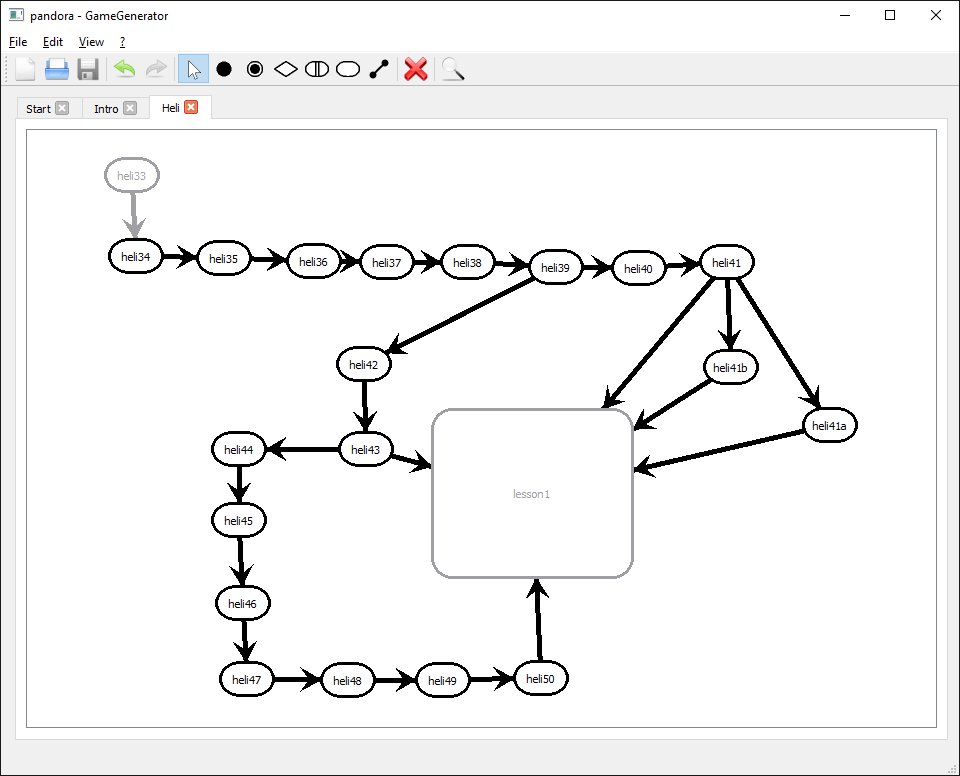 pandora - GameGenerator
File Edit View ?
Start Intro Heli
heli33
heli34 heli35 heli36 heli37 heli38 heli39 heli40 heli41
heli42 heli41b
heli41a
heli44 heli43
lesson1
heli45
heli46
heli47 heli48 heli49 heli50